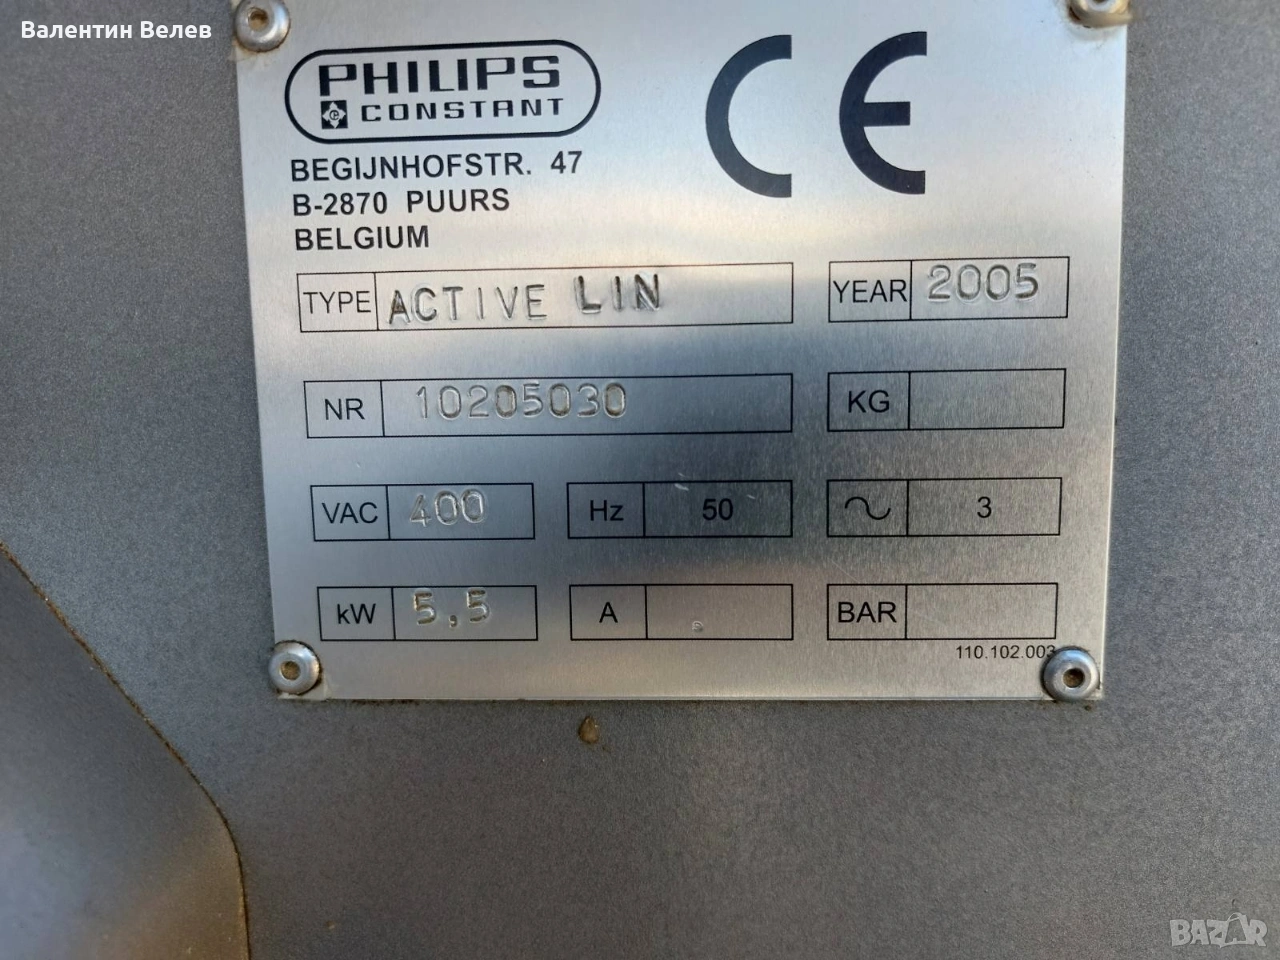 Валентин Велев
PHILIPS
CONSTANT
CE
BEGIJNHOFSTR. 47
B-2870 PUURS
BELGIUM
TYPE ACTIVE LIN
YEAR 2005
NR 10205030
KG
VAC 400
Hz 50
3
kW 5,5
A
BAR
110.102.003
BAZAR